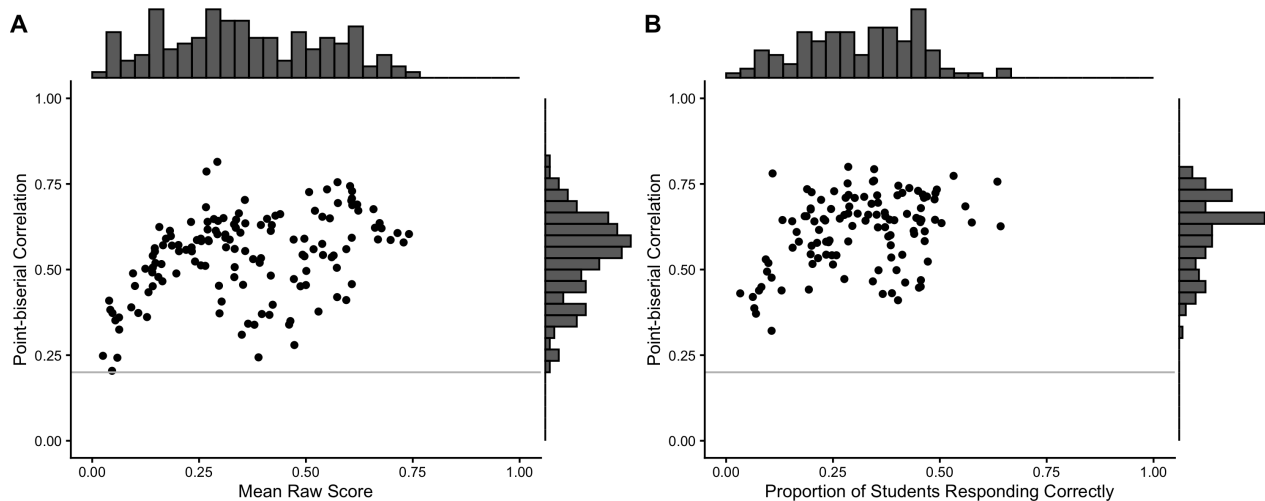 A
1.00
0.75
0.50
0.25
0.00
Point-biserial Correlation
0.00 0.25 0.50 0.75 1.00
Mean Raw Score
B
1.00
0.75
0.50
0.25
0.00
Point-biserial Correlation
0.00 0.25 0.50 0.75 1.00
Proportion of Students Responding Correctly